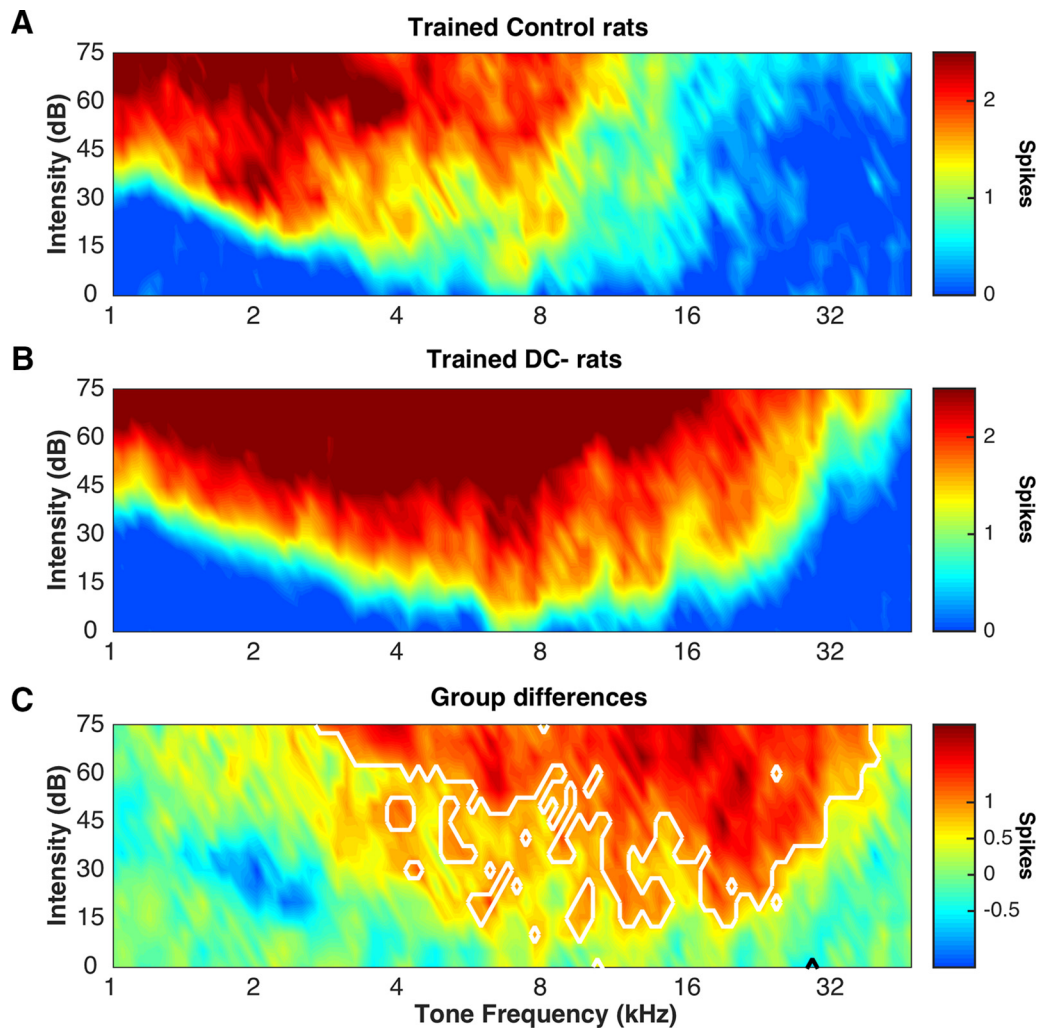 A
Trained Control rats
Intensity (dB)
75
60
45
30
15
0
1 2 4 8 16 32
2
1
0
Spikes
B
Trained DC- rats
Intensity (dB)
75
60
45
30
15
0
1 2 4 8 16 32
2
1
0
Spikes
C
Group differences
Intensity (dB)
75
60
45
30
15
0
1 2 4 8 16 32
Tone Frequency (kHz)
1
0.5
0
-0.5
Spikes